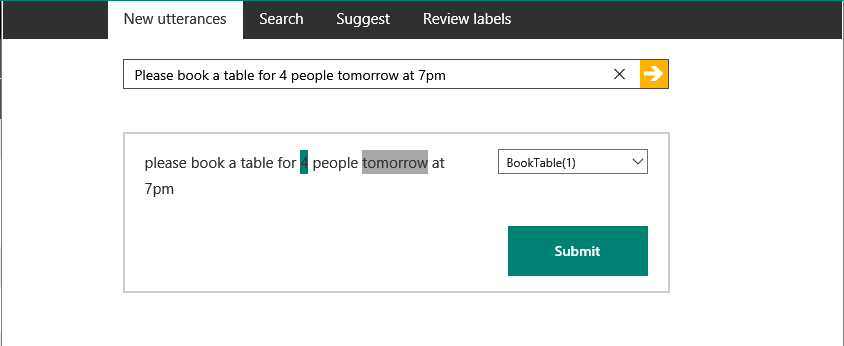 New utterances Search Suggest Review labels
Please book a table for 4 people tomorrow at 7pm
please book a table for 4 people tomorrow at
7pm
BookTable(1)
Submit